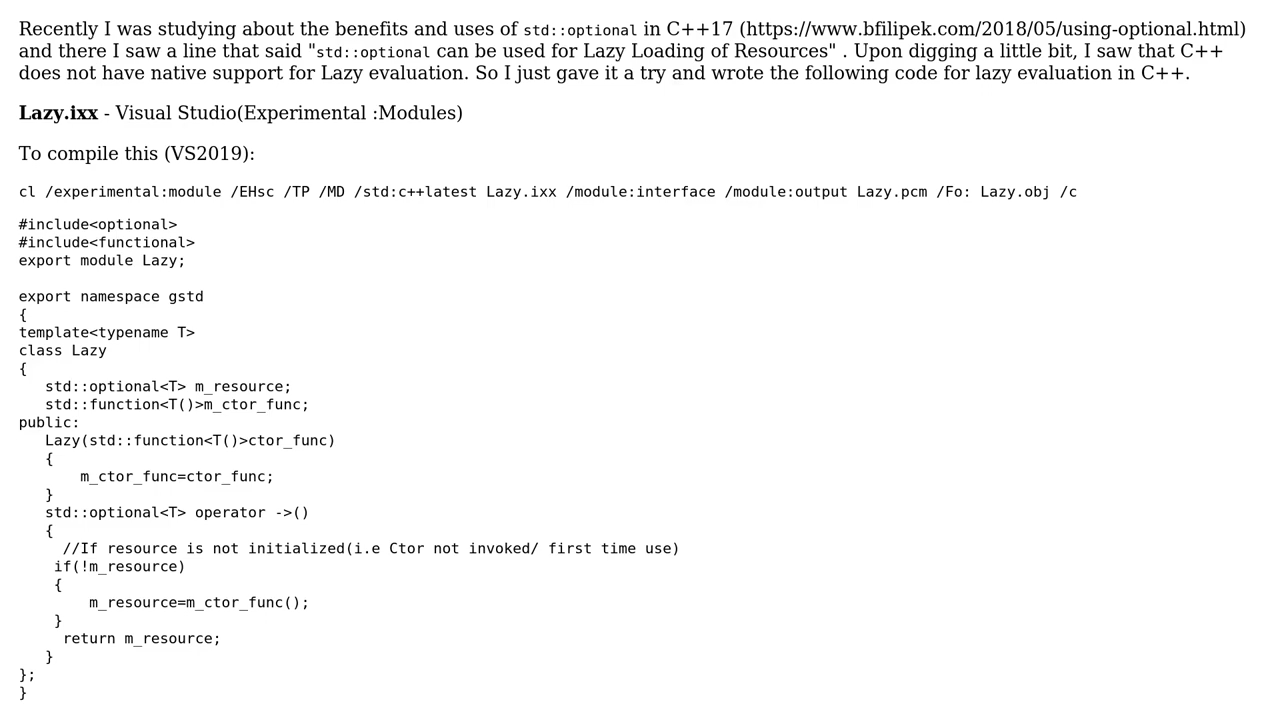 Recently I was studying about the benefits and uses of std::optional in C++17 (https://www.bfilipek.com/2018/05/using-optional.html)
and there I saw a line that said "std::optional can be used for Lazy Loading of Resources" . Upon digging a little bit, I saw that C++
does not have native support for Lazy evaluation. So I just gave it a try and wrote the following code for lazy evaluation in C++.
Lazy.ixx - Visual Studio(Experimental :Modules)
To compile this (VS2019):
cl /experimental:module /EHsc /TP /MD /std:c++latest Lazy.ixx /module:interface /module:output Lazy.pcm /Fo: Lazy.obj /c
#include<optional>
#include<functional>
export module Lazy;
export namespace gstd
{
template<typename T>
class Lazy
{
   std::optional<T> m_resource;
   std::function<T()>m_ctor_func;
public:
   Lazy(std::function<T()>ctor_func)
   {
       m_ctor_func=ctor_func;
   }
   std::optional<T> operator ->()
   {
     //If resource is not initialized(i.e Ctor not invoked/ first time use)
    if(!m_resource)
    {
        m_resource=m_ctor_func();
    }
     return m_resource;
   }
};
}